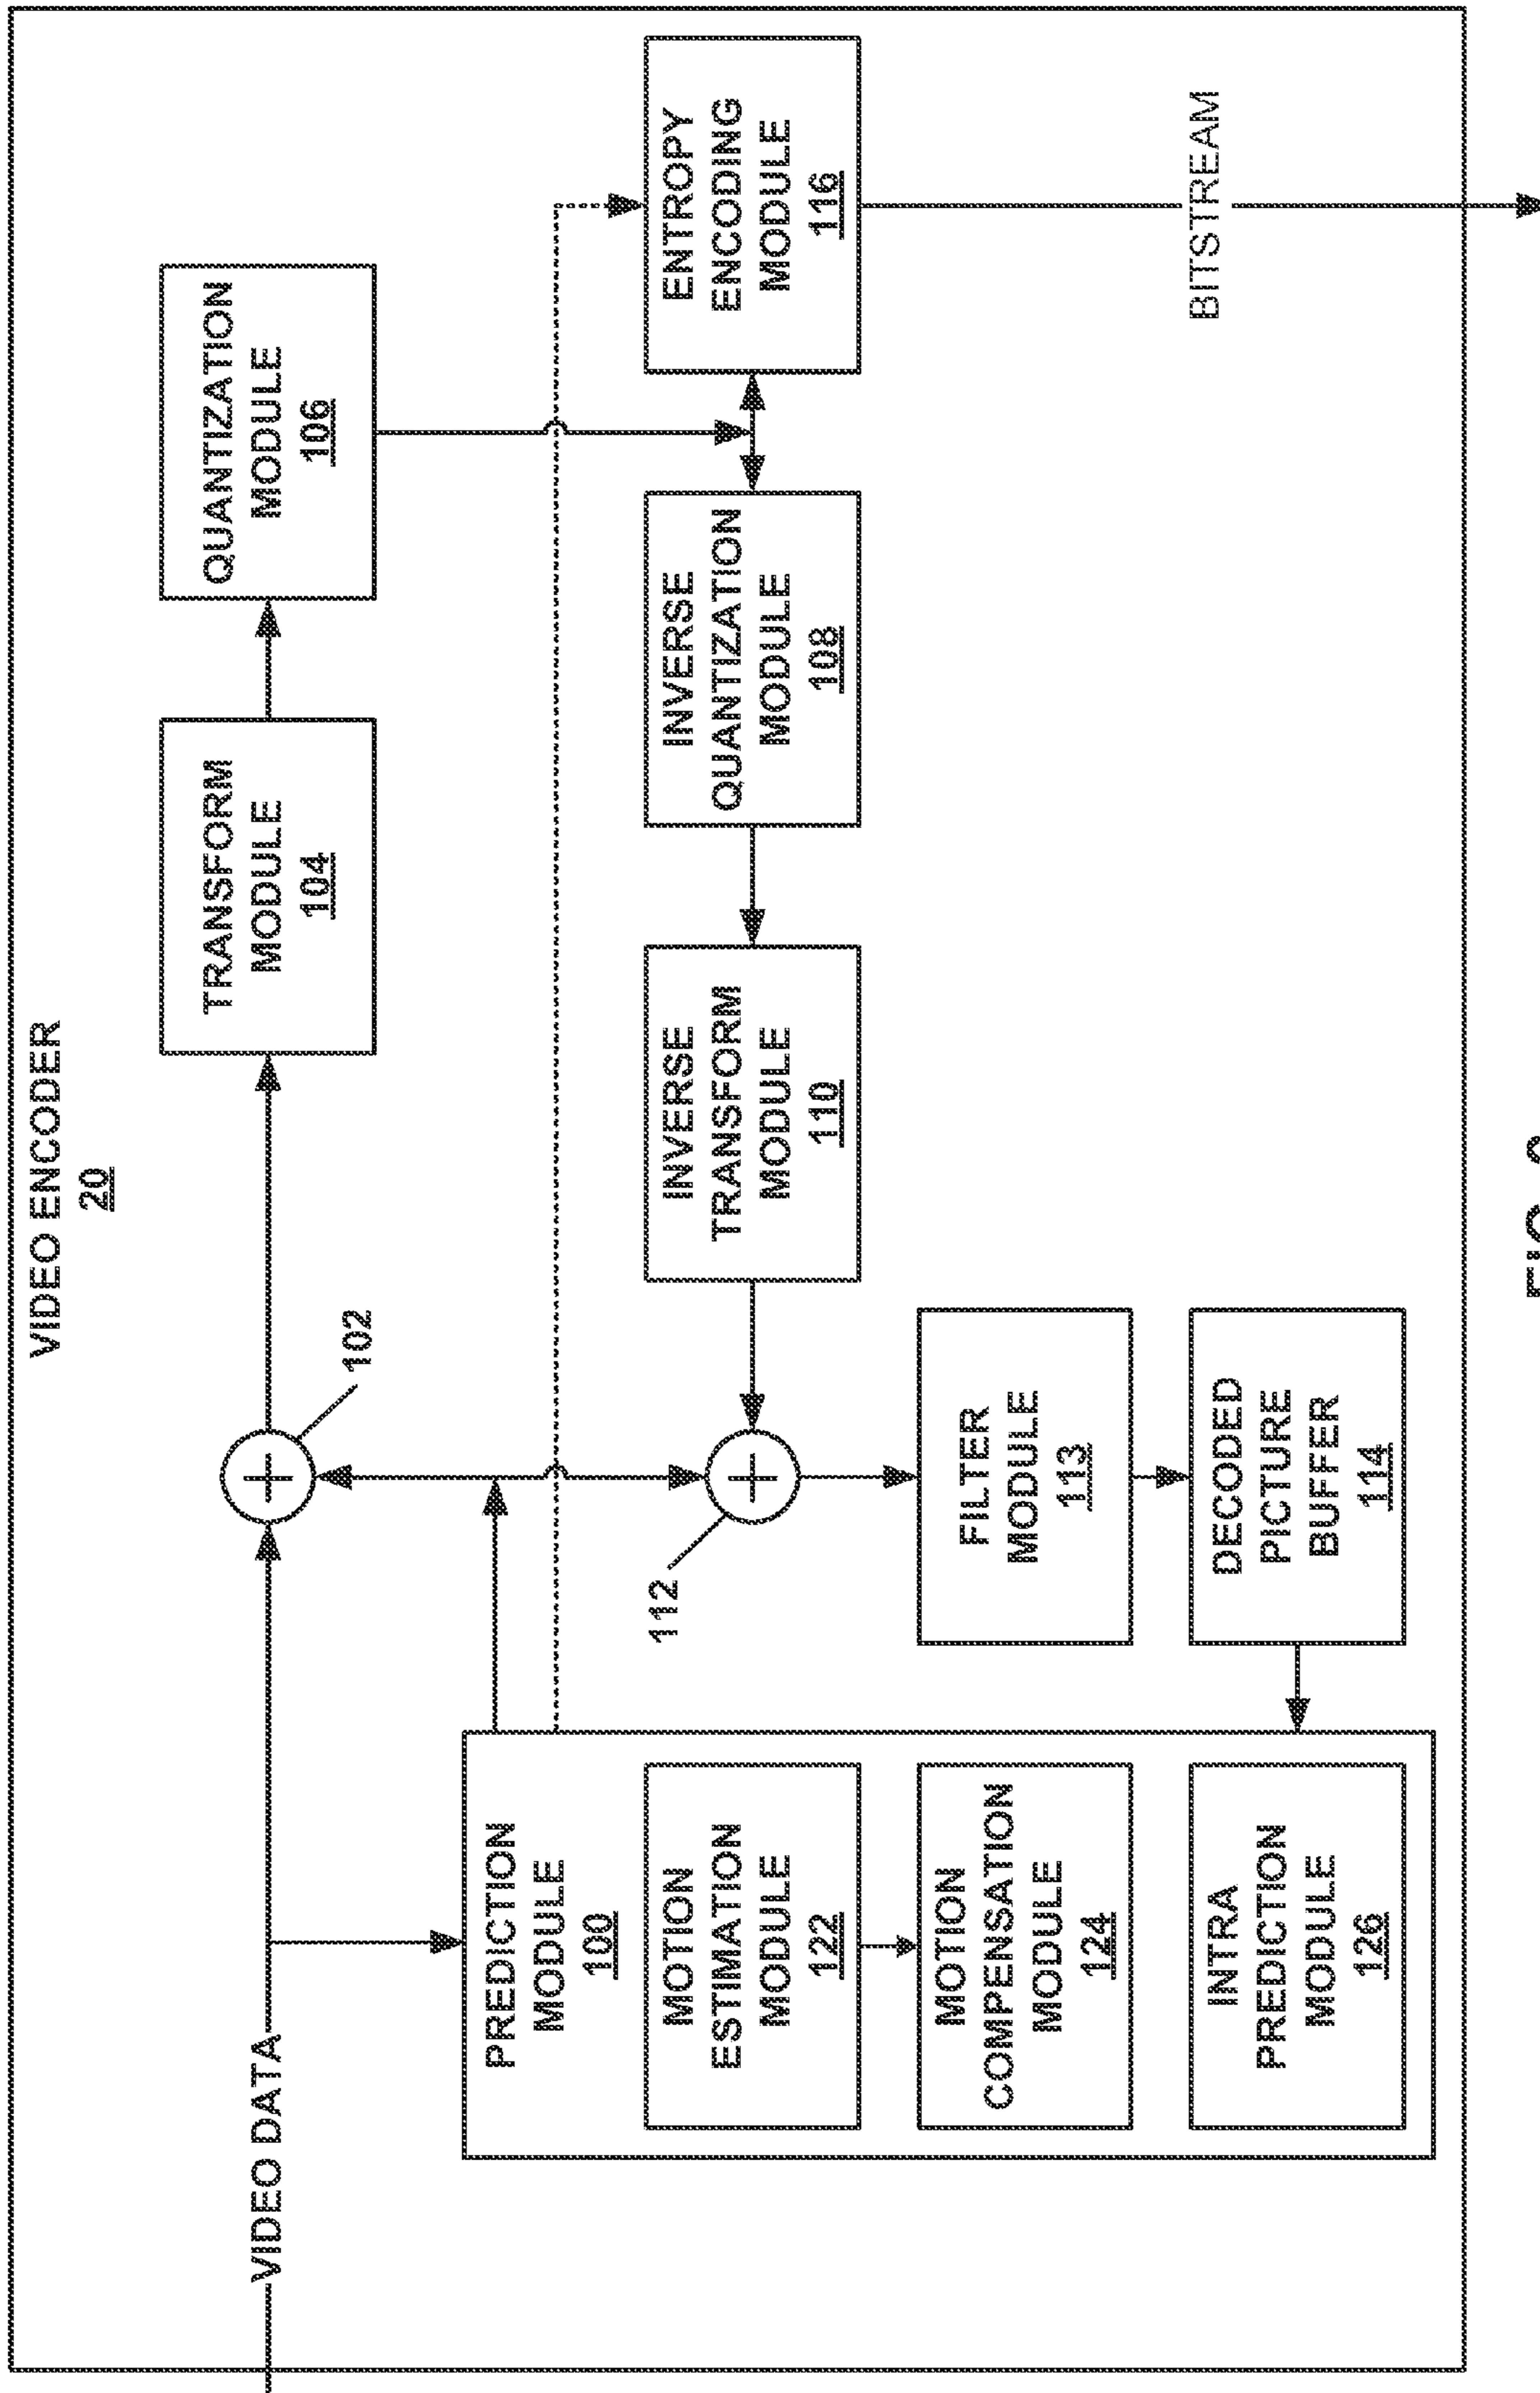 VIDEO ENCODER
20
VIDEO DATA
102
TRANSFORM
MODULE
104
QUANTIZATION
MODULE
106
PREDICTION
MODULE
100
MOTION
ESTIMATION
MODULE
122
MOTION
COMPENSATION
MODULE
124
INTRA
PREDICTION
MODULE
126
112
FILTER
MODULE
113
DECODED
PICTURE
BUFFER
114
INVERSE
TRANSFORM
MODULE
110
INVERSE
QUANTIZATION
MODULE
108
ENTROPY
ENCODING
MODULE
116
BITSTREAM